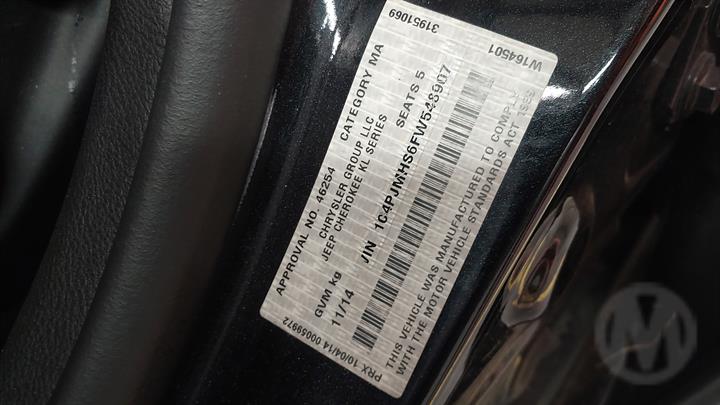 31951069
W164501
APPROVAL NO. 46254 CATEGORY MA
CHRYSLER GROUP LLC
JEEP CHEROKEE KL SERIES
GVM kg SEATS 5
11/14 VIN 1C4PJMHS6FW548907
THIS VEHICLE WAS MANUFACTURED TO COMPLY
WITH THE MOTOR VEHICLE STANDARDS ACT 1989
PRX 10/04/14 00059972
M